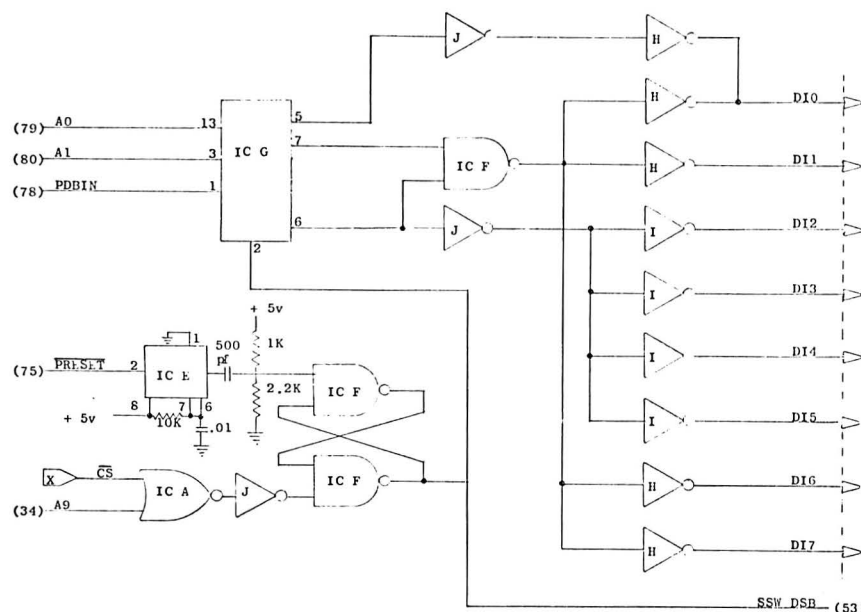 J
H
5
H
DI0
(79) A0 13
IC G
7
(80) A1 3
IC F
H
DI1
(78) PDBIN 1
6
2
J
I
DI2
+ 5v
I
DI3
1
500
pf
1K
(75) PRESET 2
IC E
I
DI4
IC F
2.2K
8 7 6
+ 5v
10K
.01
I
DI5
X
CS
IC A
J
IC F
H
DI6
(34) A9
H
DI7
SSW DSB (53